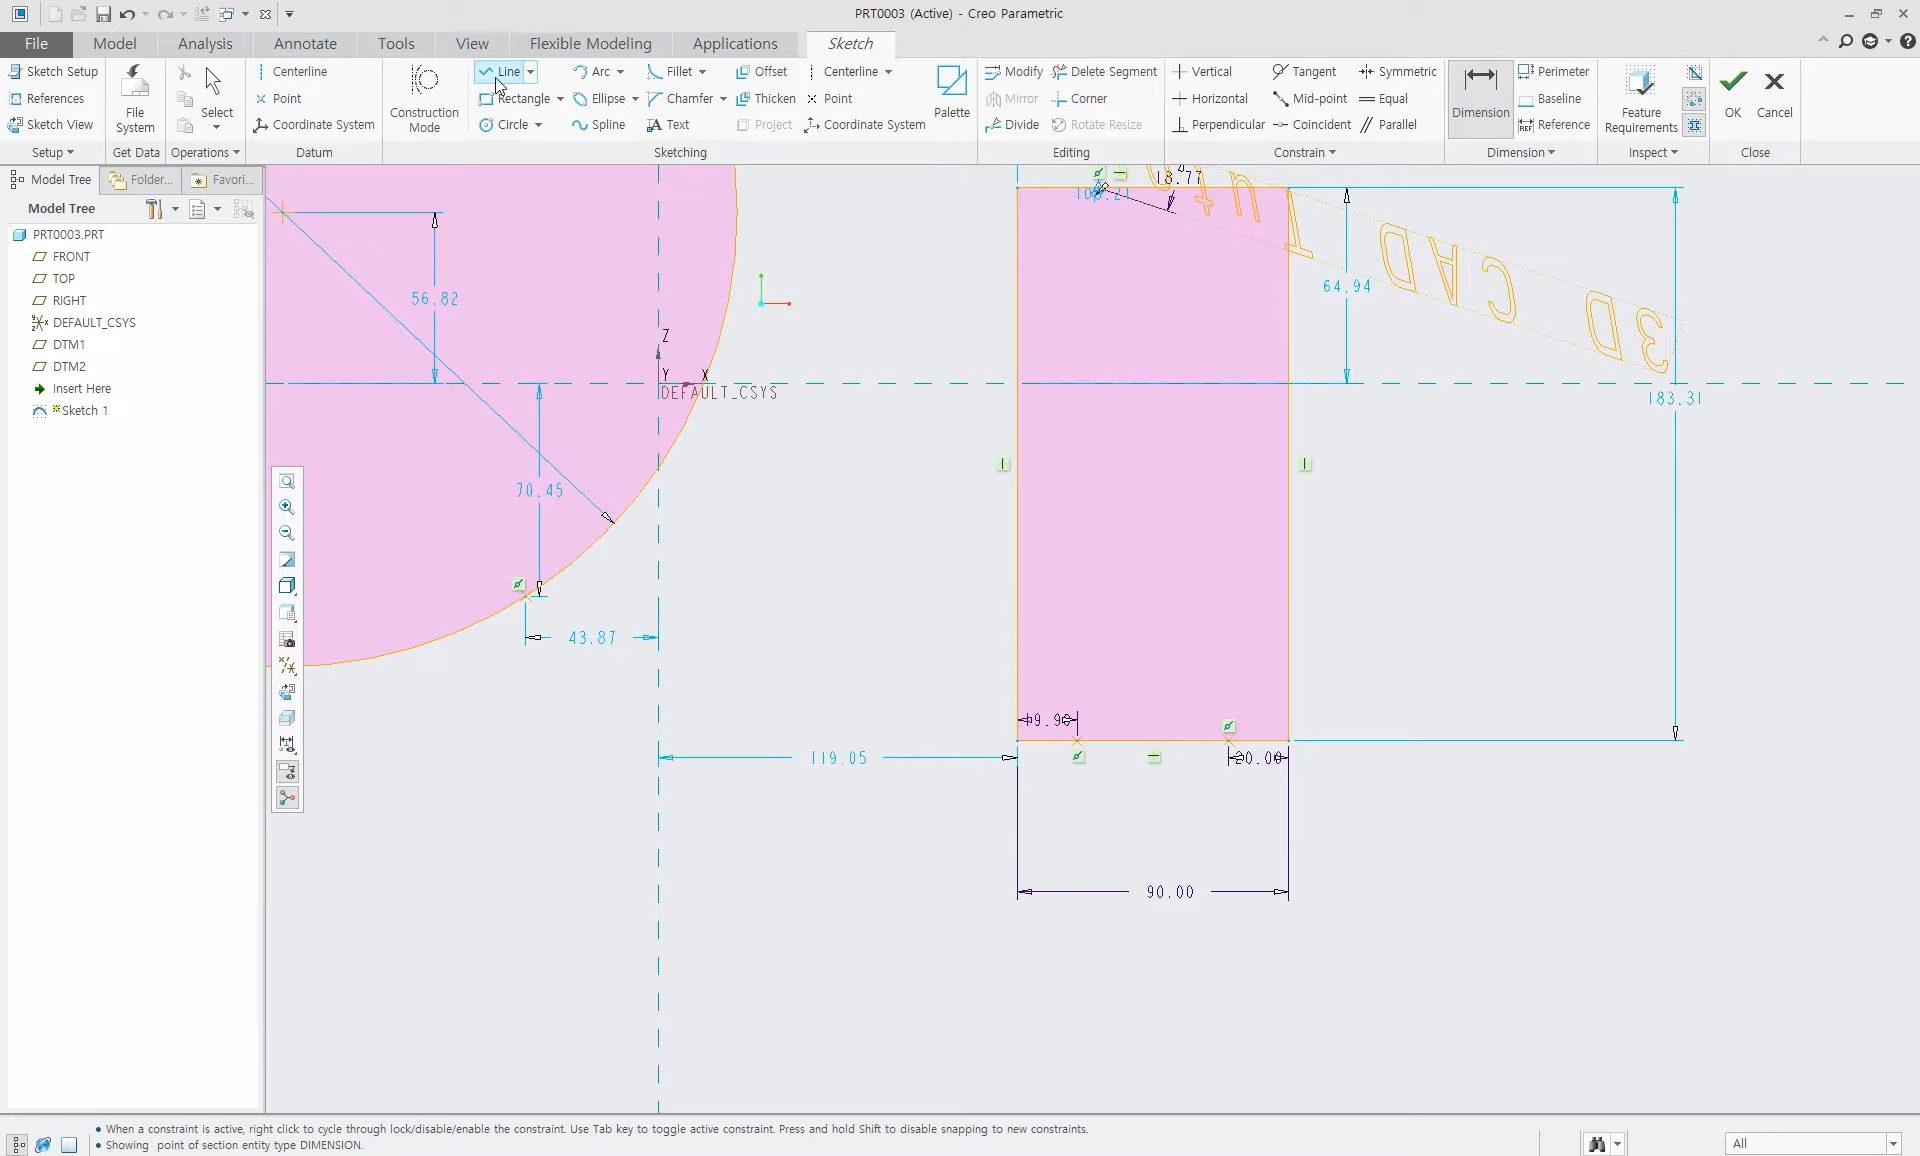 PRT0003 (Active) - Creo Parametric
File Model Analysis Annotate Tools View Flexible Modeling Applications Sketch
Sketch Setup
References
Sketch View
Setup
File System
Get Data
Select
Operations
Centerline
Point
Coordinate System
Datum
Construction Mode
Line Arc Fillet Offset Centerline
Rectangle Ellipse Chamfer Thicken Point
Circle Spline Text Project Coordinate System
Palette
Sketching
Modify Delete Segment
Mirror Corner
Divide Rotate Resize
Editing
Vertical Tangent Symmetric
Horizontal Mid-point Equal
Perpendicular Coincident Parallel
Constrain
Dimension
Perimeter
Baseline
Reference
Dimension
Feature Requirements
Inspect
OK Cancel
Close
Model Tree Folder... Favori...
Model Tree
PRT0003.PRT
FRONT
TOP
RIGHT
DEFAULT_CSYS
DTM1
DTM2
Insert Here
Sketch 1
56.82
70.45
43.87
Z
Y X
DEFAULT_CSYS
18.77
64.94
3D CAD
183.31
119.05
20.00
90.00
When a constraint is active, right click to cycle through lock/disable/enable the constraint. Use Tab key to toggle active constraint. Press and hold Shift to disable snapping to new constraints.
Showing point of section entity type DIMENSION.
All